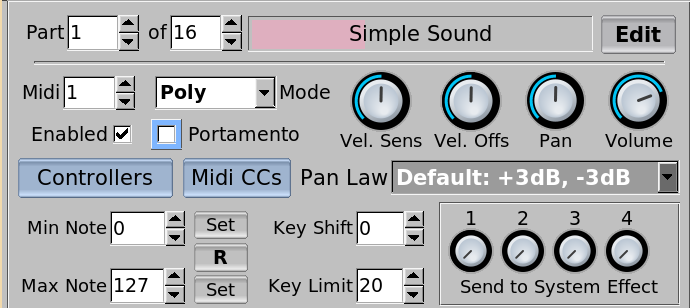 Part 1 of 16 Simple Sound Edit
Midi 1 Poly Mode
Enabled Portamento Vel. Sens Vel. Offs Pan Volume
Controllers Midi CCs Pan Law Default: +3dB, -3dB
Min Note 0 Set Key Shift 0 1 2 3 4
R
Max Note 127 Set Key Limit 20 Send to System Effect